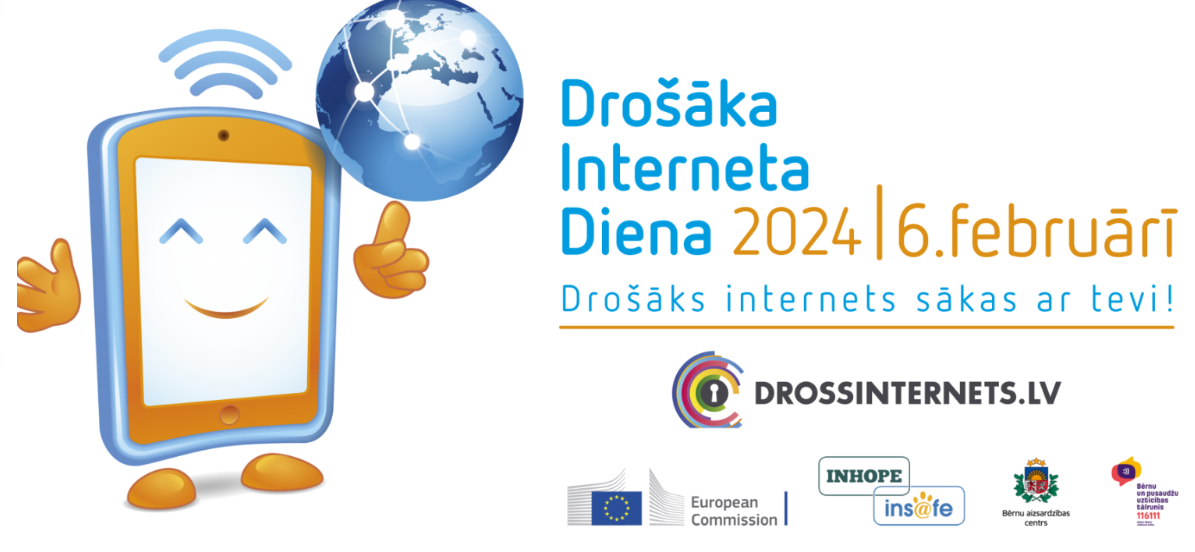 Drošāka
Interneta
Diena 2024 | 6.februārī
Drošāks internets sākas ar tevi!
DROSSINTERNETS.LV
European
Commission
INHOPE
ins@fe
Bērnu aizsardzības
centrs
Bērnu
un pusaudžu
uzticības
tālrunis
116111